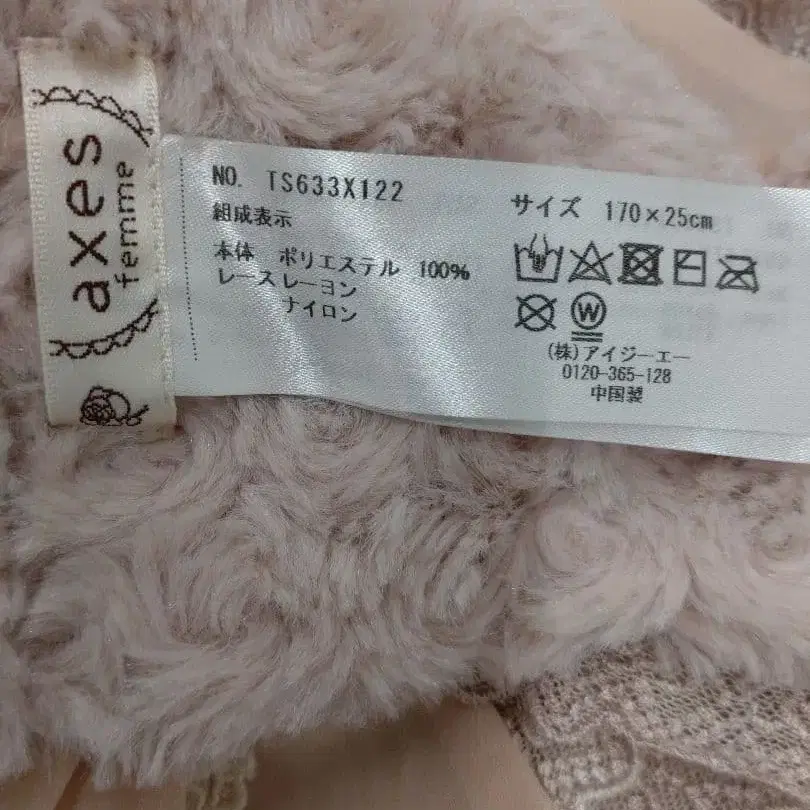 axes
femme
NO. TS633X122
組成表示
本体 ポリエステル 100%
レースレーヨン
ナイロン
サイズ 170×25cm
W
(株)アイジーエー
0120-365-128
中国製